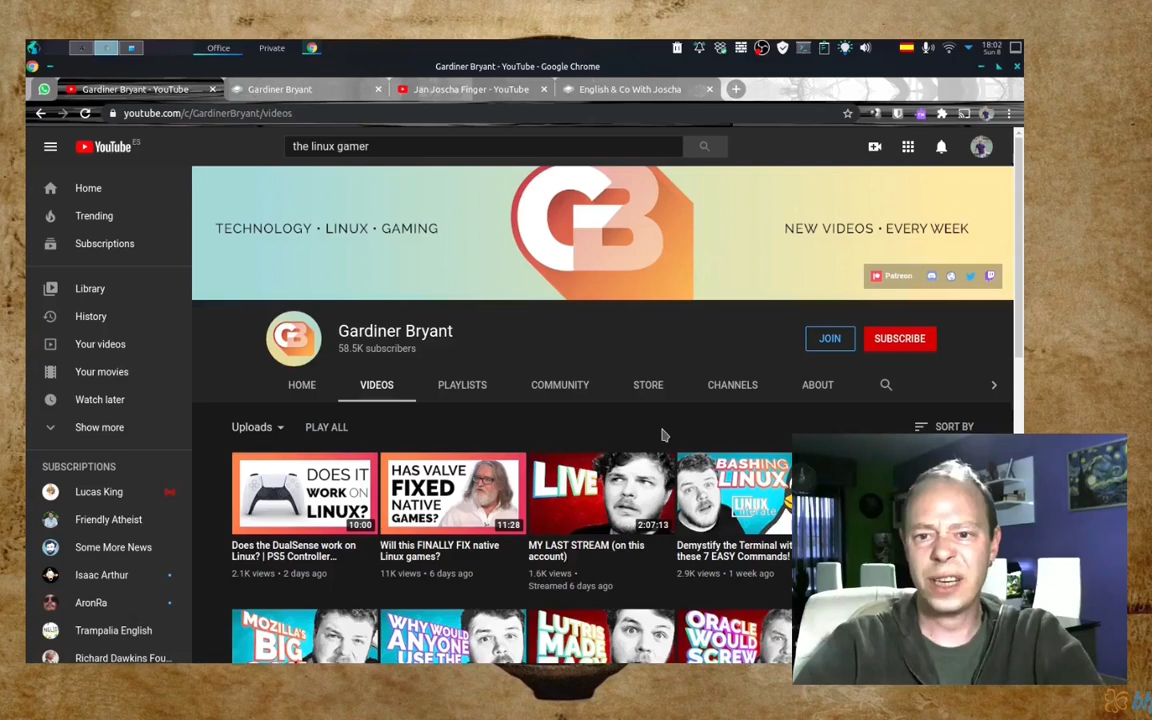 Office Private
18:02
Sun 8
Gardiner Bryant - YouTube - Google Chrome
Gardiner Bryant - YouTube
Gardiner Bryant
Jan Joscha Finger - YouTube
English & Co With Joscha
youtube.com/c/GardinerBryant/videos
YouTube ES
the linux gamer
Home
Trending
Subscriptions
Library
History
Your videos
Your movies
Watch later
Show more
SUBSCRIPTIONS
Lucas King
Friendly Atheist
Some More News
Isaac Arthur
AronRa
Trampalia English
Richard Dawkins Fou...
TECHNOLOGY • LINUX • GAMING
GB
NEW VIDEOS • EVERY WEEK
Patreon
GB
Gardiner Bryant
58.5K subscribers
JOIN
SUBSCRIBE
HOME VIDEOS PLAYLISTS COMMUNITY STORE CHANNELS ABOUT
Uploads PLAY ALL
SORT BY
DOES IT
WORK ON
LINUX?
10:00
Does the DualSense work on
Linux? | PS5 Controller...
2.1K views • 2 days ago
HAS VALVE
FIXED
NATIVE
GAMES?
11:28
Will this FINALLY FIX native
Linux games?
11K views • 6 days ago
LIVE
2:07:13
MY LAST STREAM (on this
account)
1.6K views •
Streamed 6 days ago
BASHING
LINUX
Demystify the Terminal wit
these 7 EASY Commands!
2.9K views • 1 week ago
MOZILLA'S
BIG
WHY WOULD
ANYONE
USE THE
LUTRIS
MADE
ORACLE
WOULD
SCREW